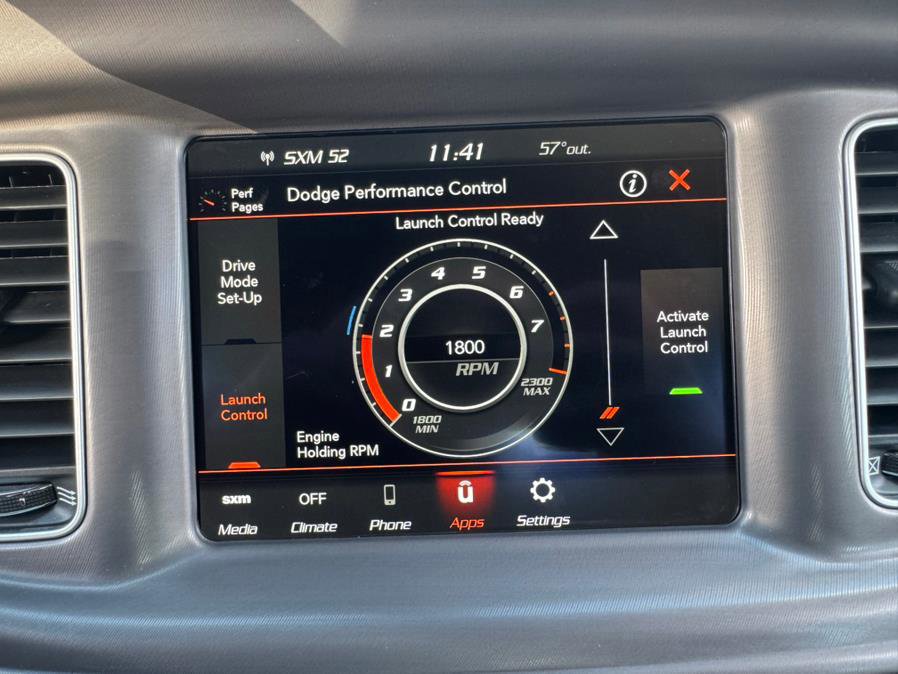 SXM 52 11:41 57°out.
Perf
Pages
Dodge Performance Control
i
Launch Control Ready
Drive
Mode
Set-Up
Launch
Control
0
1
2
3
4
5
6
7
1800
RPM
1800
MIN
2300
MAX
Engine
Holding RPM
Activate
Launch
Control
sxm OFF
Media Climate Phone Apps Settings